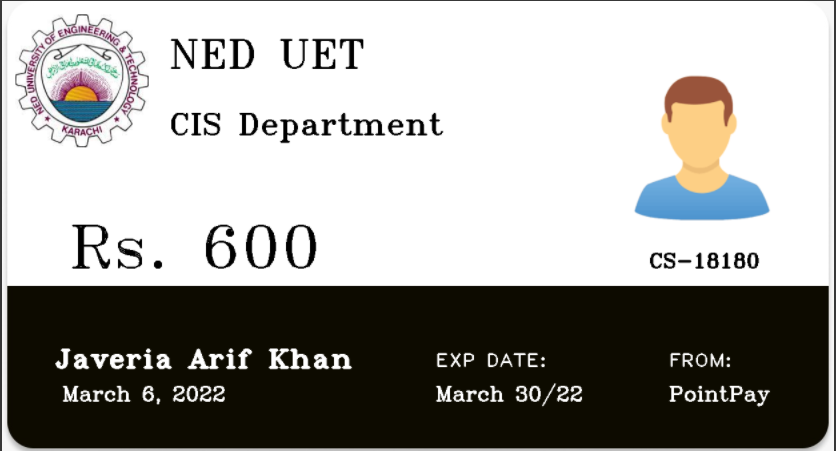 NED UNIVERSITY OF ENGINEERING & TECHNOLOGY
KARACHI
NED UET
CIS Department
Rs. 600
CS-18180
Javeria Arif Khan
March 6, 2022
EXP DATE:
March 30/22
FROM:
PointPay